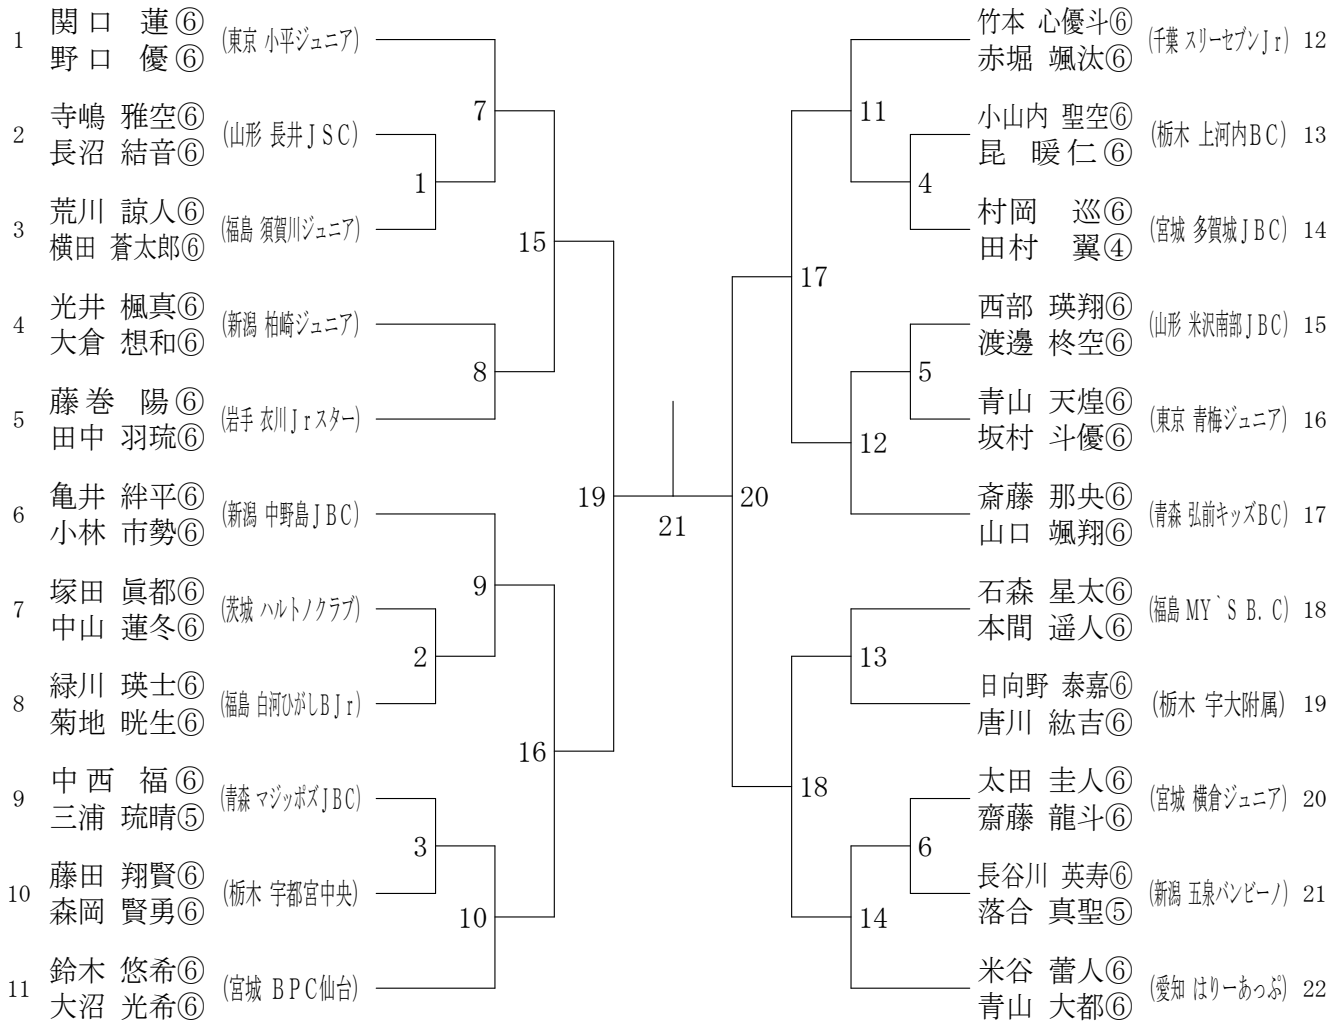 1 関口 蓮⑥ (東京 小平ジュニア)
野口 優⑥
2 寺嶋 雅空⑥ (山形 長井JSC)
長沼 結音⑥
3 荒川 諒人⑥ (福島 須賀川ジュニア)
横田 蒼太郎⑥
4 光井 楓真⑥ (新潟 柏崎ジュニア)
大倉 想和⑥
5 藤巻 陽⑥ (岩手 衣川Jrスター)
田中 羽琉⑥
6 亀井 絆平⑥ (新潟 中野島JBC)
小林 市勢⑥
7 塚田 眞都⑥ (茨城 ハルトノクラブ)
中山 蓮冬⑥
8 緑川 瑛士⑥ (福島 白河ひがしBJr)
菊地 晄生⑥
9 中西 福⑥ (青森 マジッポズJBC)
三浦 琉晴⑤
10 藤田 翔賢⑥ (栃木 宇都宮中央)
森岡 賢勇⑥
11 鈴木 悠希⑥ (宮城 BPC仙台)
大沼 光希⑥
7
1
15
8
19
9
2
16
3
10
21
20
11
4
17
5
12
13
18
6
14
竹本 心優斗⑥ (千葉 スリーセブンJr) 12
赤堀 颯汰⑥
小山内 聖空⑥ (栃木 上河内BC) 13
昆 暖仁⑥
村岡 巡⑥ (宮城 多賀城JBC) 14
田村 翼④
西部 瑛翔⑥ (山形 米沢南部JBC) 15
渡邊 柊空⑥
青山 天煌⑥ (東京 青梅ジュニア) 16
坂村 斗優⑥
斎藤 那央⑥ (青森 弘前キッズBC) 17
山口 颯翔⑥
石森 星太⑥ (福島 MY`S B.C) 18
本間 遥人⑥
日向野 泰嘉⑥ (栃木 宇大附属) 19
唐川 紘吉⑥
太田 圭人⑥ (宮城 横倉ジュニア) 20
齋藤 龍斗⑥
長谷川 英寿⑥ (新潟 五泉バンビーノ) 21
落合 真聖⑤
米谷 蕾人⑥ (愛知 はりーあっぷ) 22
青山 大都⑥